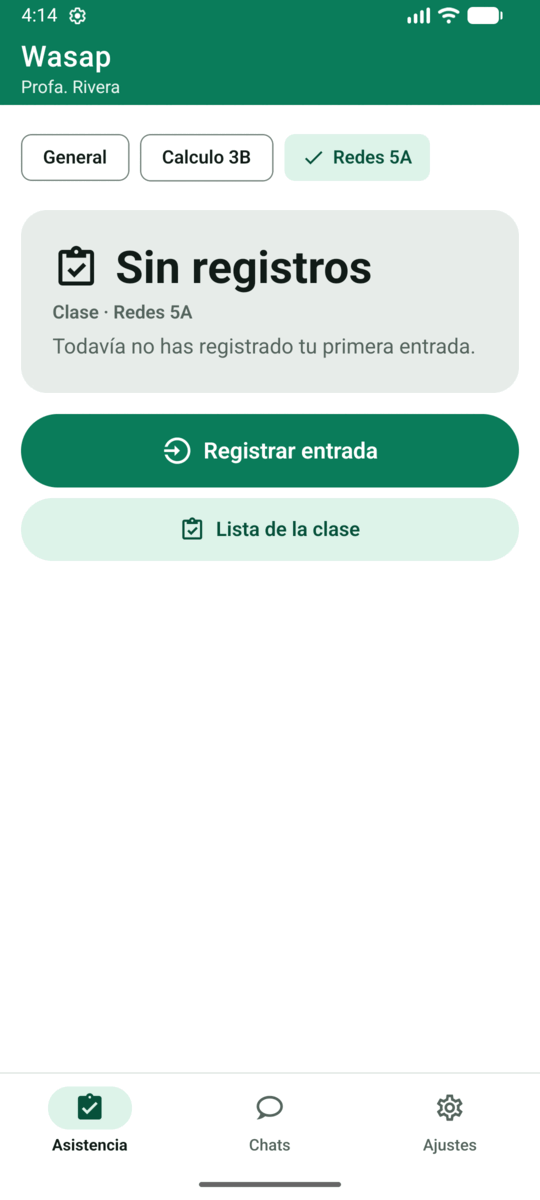 4:14
Wasap
Profa. Rivera
General
Calculo 3B
Redes 5A
Sin registros
Clase · Redes 5A
Todavía no has registrado tu primera entrada.
Registrar entrada
Lista de la clase
Asistencia
Chats
Ajustes